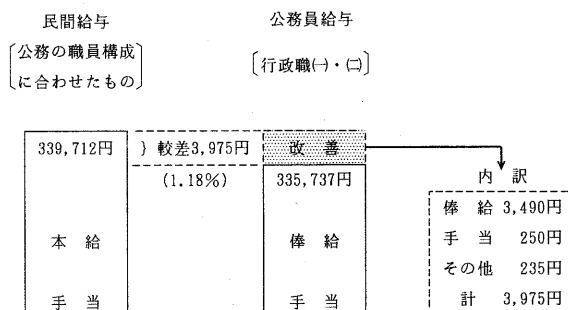 民間給与
公務の職員構成
に合わせたもの
公務員給与
〔行政職㈠・㈡〕
339,712円
} 較差3,975円
改善
(1.18%)
335,737円
本給
手当
俸給
手当
内訳
俸給 3,490円
手当 250円
その他 235円
計 3,975円